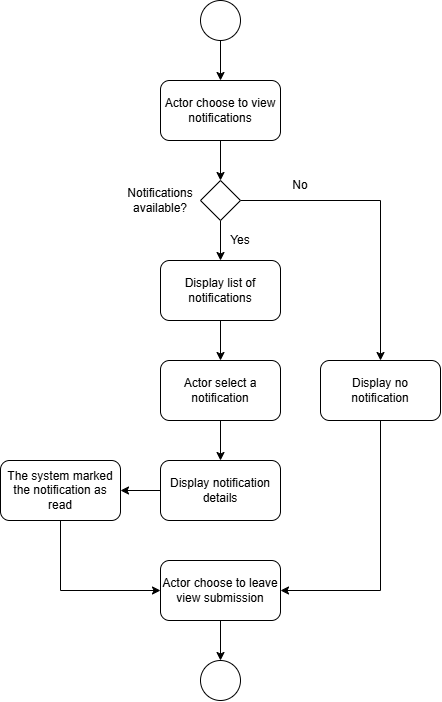 Actor choose to view
notifications
Notifications
available?
No
Yes
Display list of
notifications
Actor select a
notification
Display no
notification
The system marked
the notification as
read
Display notification
details
Actor choose to leave
view submission